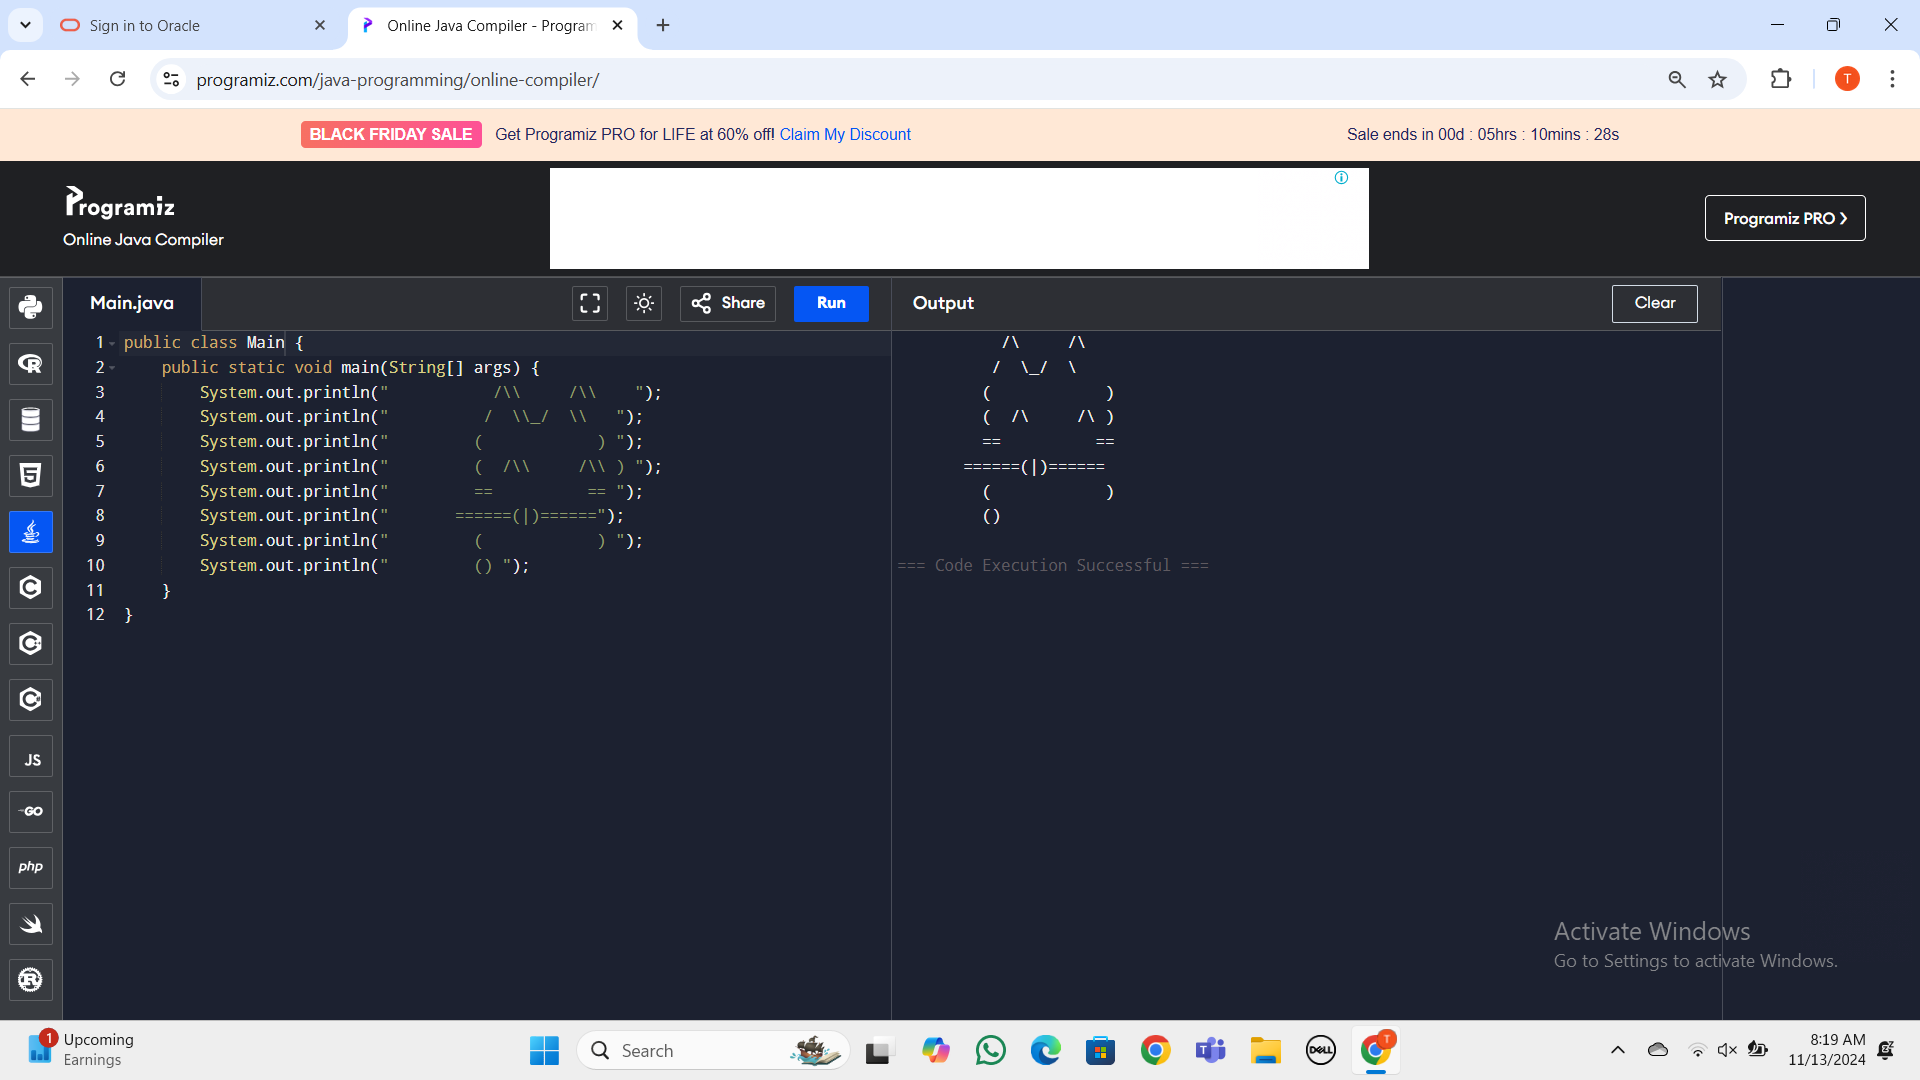 Sign in to Oracle
Online Java Compiler - Program
programiz.com/java-programming/online-compiler/
T
BLACK FRIDAY SALE Get Programiz PRO for LIFE at 60% off! Claim My Discount Sale ends in 00d : 05hrs : 10mins : 28s
Programiz
Online Java Compiler
Programiz PRO
Main.java
Share
Run
Output
Clear
1 public class Main {
2     public static void main(String[] args) {
3         System.out.println("           /\\     /\\    ");
4         System.out.println("          /  \\_/  \\   ");
5         System.out.println("         (            ) ");
6         System.out.println("         (  /\\     /\\ ) ");
7         System.out.println("         ==          == ");
8         System.out.println("       ======(|)======");
9         System.out.println("         (            ) ");
10         System.out.println("         () ");
11     }
12 }
           /\     /\
          /  \_/  \
         (            )
         (  /\     /\ )
         ==          ==
       ======(|)======
         (            )
         ()
=== Code Execution Successful ===
JS
GO
php
Activate Windows
Go to Settings to activate Windows.
1
Upcoming
Earnings
Search
DELL
T
8:19 AM
11/13/2024